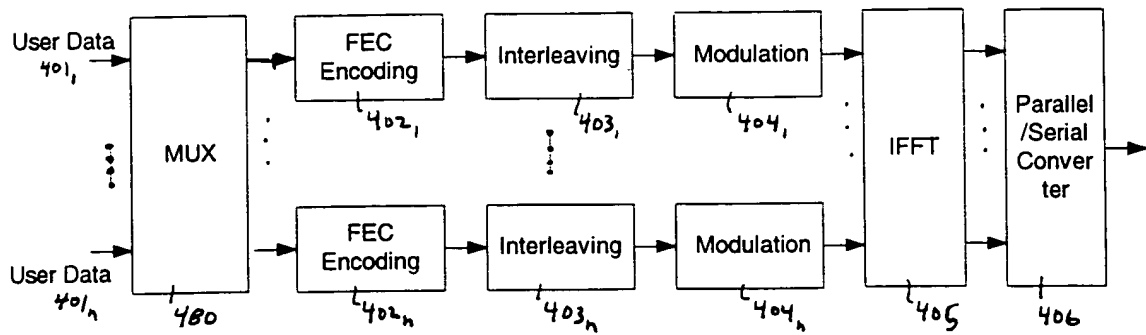 User Data
401₁
MUX
480
User Data
401ₙ
FEC
Encoding
402₁
Interleaving
403₁
Modulation
404₁
FEC
Encoding
402ₙ
Interleaving
403ₙ
Modulation
404ₙ
IFFT
405
Parallel
/Serial
Conver
ter
406